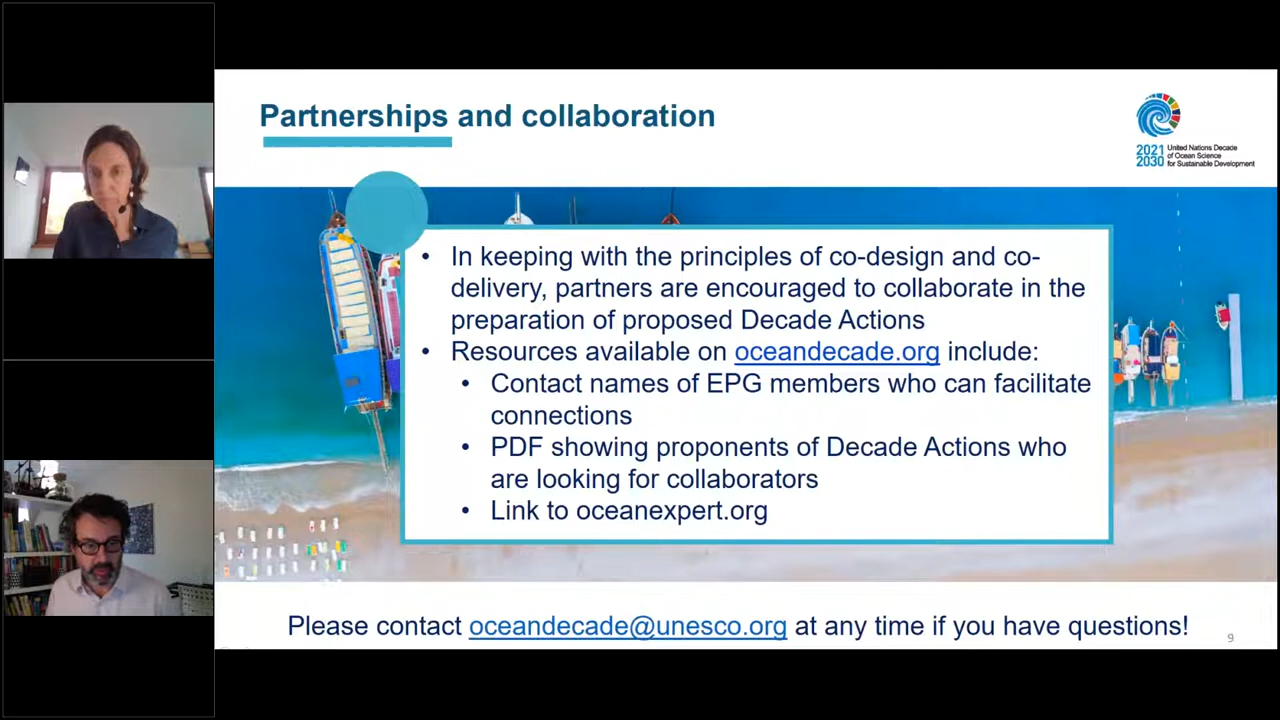 Partnerships and collaboration
2021
2030
United Nations Decade
of Ocean Science
for Sustainable Development
• In keeping with the principles of co-design and co-
delivery, partners are encouraged to collaborate in the
preparation of proposed Decade Actions
• Resources available on oceandecade.org include:
• Contact names of EPG members who can facilitate
connections
• PDF showing proponents of Decade Actions who
are looking for collaborators
• Link to oceanexpert.org
Please contact oceandecade@unesco.org at any time if you have questions!
9